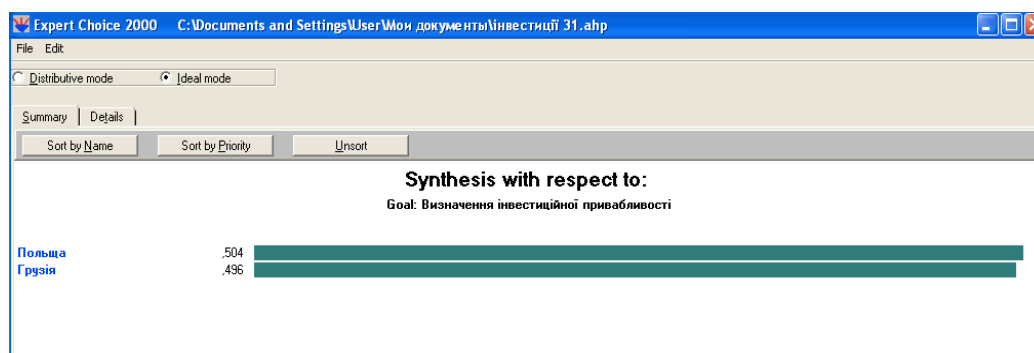 Expert Choice 2000 C:\Documents and Settings\User\Мои документы\інвестиції 31.ahp
File Edit
Distributive mode Ideal mode
Summary Details
Sort by Name Sort by Priority Unsort
Synthesis with respect to:
Goal: Визначення інвестиційної привабливості
Польща ,504
Грузія ,496